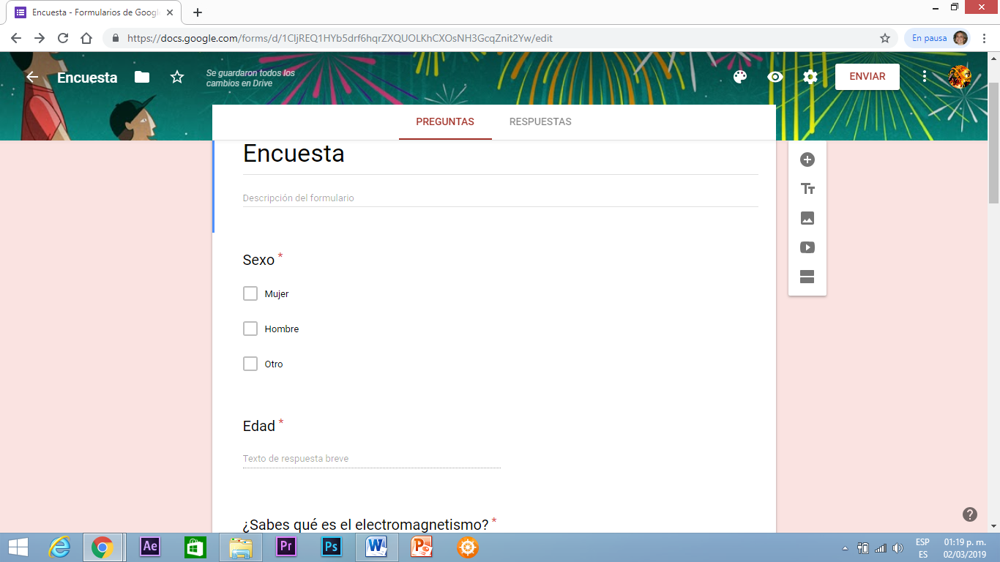 Encuesta - Formularios de Googl
https://docs.google.com/forms/d/1CIjREQ1HYb5drf6hqrZXQUOLKhCXOsNH3GcqZnit2Yw/edit
En pausa
Encuesta
Se guardaron todos los
cambios en Drive
ENVIAR
PREGUNTAS RESPUESTAS
Encuesta
Descripción del formulario
Sexo *
Mujer
Hombre
Otro
Edad *
Texto de respuesta breve
¿Sabes qué es el electromagnetismo? *
Ae
Pr
Ps
W
P
ESP
ES
01:19 p. m.
02/03/2019